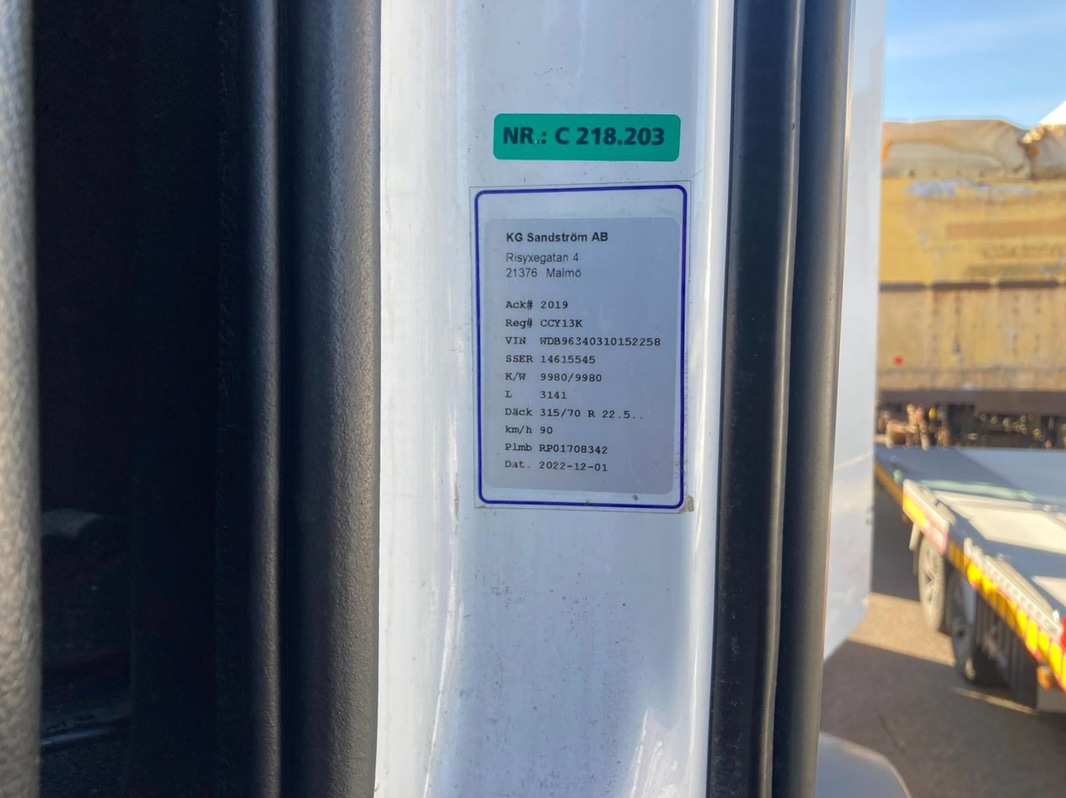 NR.: C 218.203
KG Sandström AB
Risyxegatan 4
21376 Malmö
Ack# 2019
Reg# CCY13K
VIN WDB96340310152258
SSER 14615545
K/W 9980/9980
L 3141
Däck 315/70 R 22.5..
km/h 90
Plmb RP01708342
Dat. 2022-12-01